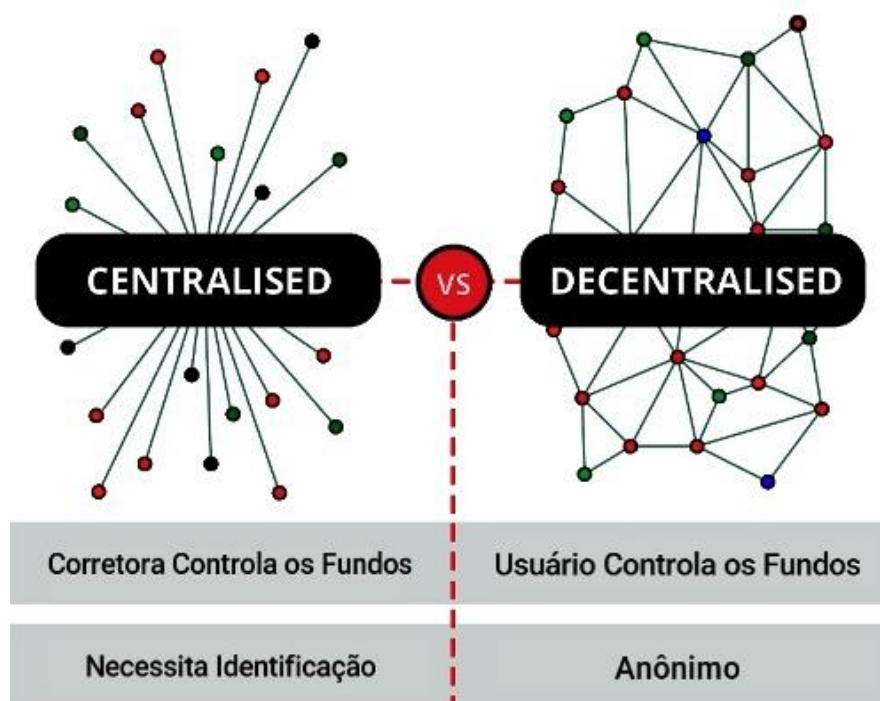 CENTRALISED
VS
DECENTRALISED
Corretora Controla os Fundos
Usuário Controla os Fundos
Necessita Identificação
Anônimo